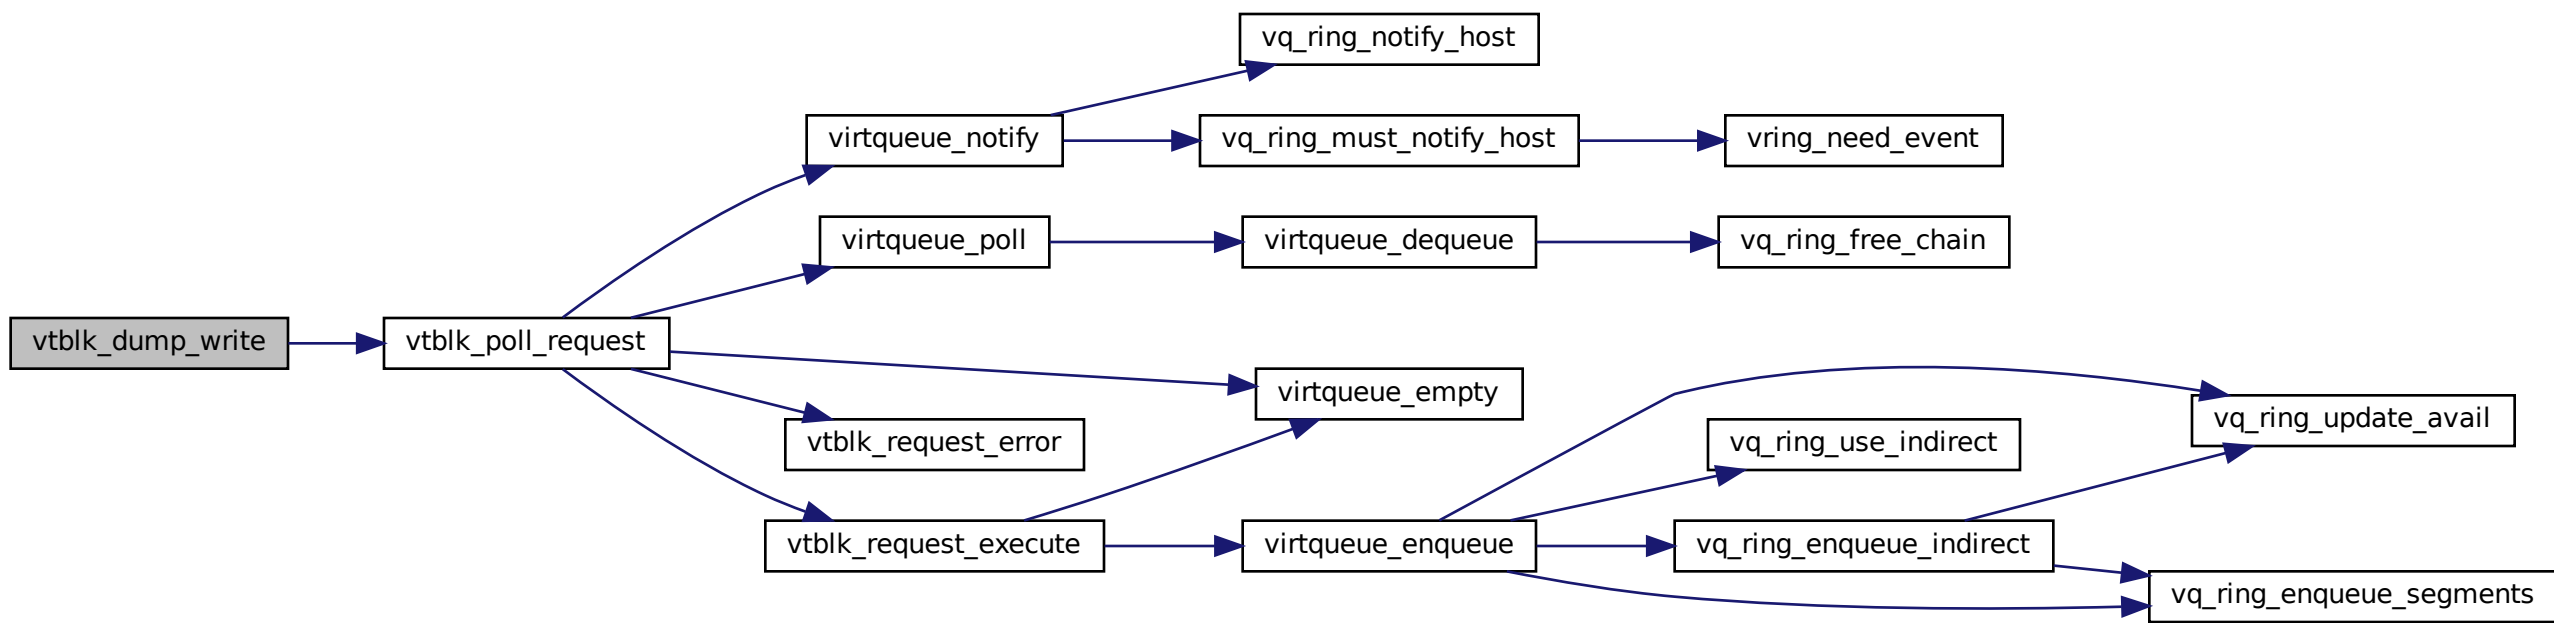 vq_ring_notify_host
virtqueue_notify
vq_ring_must_notify_host
vring_need_event
virtqueue_poll
virtqueue_dequeue
vq_ring_free_chain
vtblk_dump_write
vtblk_poll_request
virtqueue_empty
vq_ring_update_avail
vtblk_request_error
vq_ring_use_indirect
vtblk_request_execute
virtqueue_enqueue
vq_ring_enqueue_indirect
vq_ring_enqueue_segments